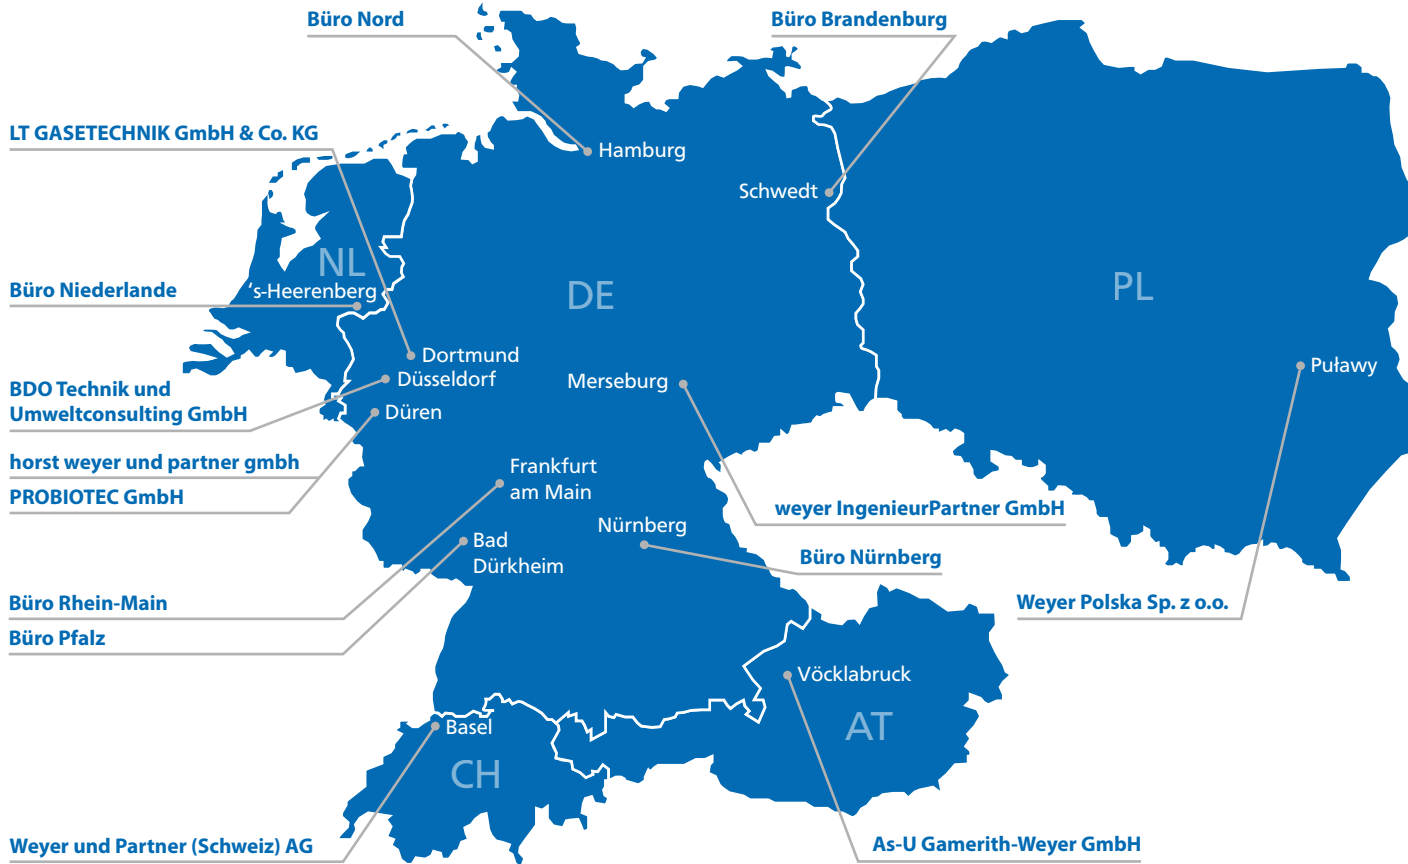 Büro Nord
Büro Brandenburg
LT GASETECHNIK GmbH & Co. KG
Hamburg
Schwedt
NL
's-Heerenberg
Büro Niederlande
DE
PL
Dortmund
Düsseldorf
Merseburg
Puławy
BDO Technik und
Umweltconsulting GmbH
Düren
horst weyer und partner gmbh
PROBIOTEC GmbH
Frankfurt
am Main
weyer IngenieurPartner GmbH
Nürnberg
Bad
Dürkheim
Büro Nürnberg
Büro Rhein-Main
Weyer Polska Sp. z o.o.
Büro Pfalz
Vöcklabruck
Basel
AT
CH
Weyer und Partner (Schweiz) AG
As-U Gamerith-Weyer GmbH